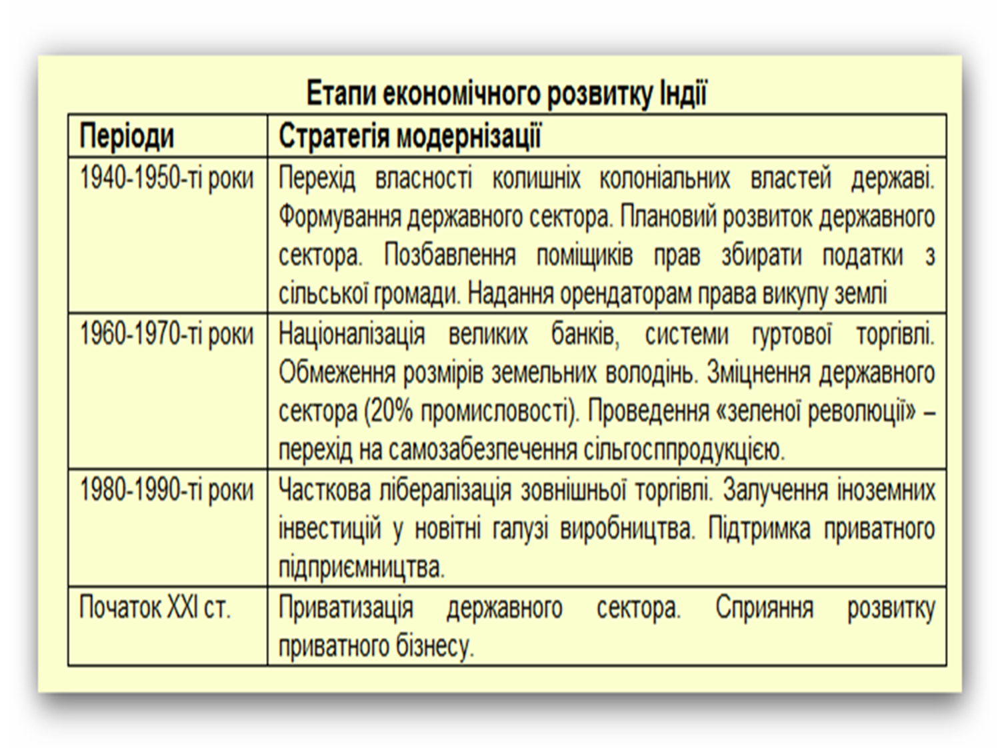 Етапи економічного розвитку Індії
Періоди
Стратегія модернізації
1940-1950-ті роки
Перехід власності колишніх колоніальних властей державі.
Формування державного сектора. Плановий розвиток державного
сектора. Позбавлення поміщиків прав збирати податки з
сільської громади. Надання орендаторам права викупу землі
1960-1970-ті роки
Націоналізація великих банків, системи гуртової торгівлі.
Обмеження розмірів земельних володінь. Зміцнення державного
сектора (20% промисловості). Проведення «зеленої революції» –
перехід на самозабезпечення сільгосппродукцією.
1980-1990-ті роки
Часткова лібералізація зовнішньої торгівлі. Залучення іноземних
інвестицій у новітні галузі виробництва. Підтримка приватного
підприємництва.
Початок ХХІ ст.
Приватизація державного сектора. Сприяння розвитку
приватного бізнесу.